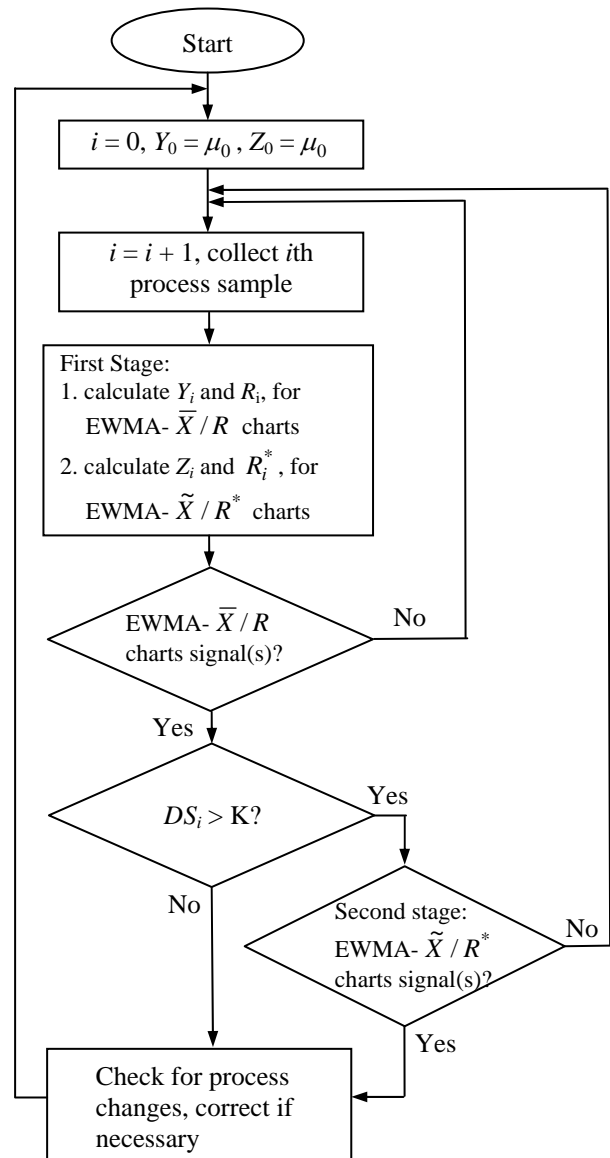 Start
i = 0, Y₀ = μ₀ , Z₀ = μ₀
i = i + 1, collect ith
process sample
First Stage:
1. calculate Yᵢ and Rᵢ, for
EWMA- X̅ / R charts
2. calculate Zᵢ and Rᵢ* , for
EWMA- X̃ / R* charts
EWMA- X̅ / R
charts signal(s)?
No
Yes
DSᵢ > K?
Yes
No
Second stage:
EWMA- X̃ / R*
charts signal(s)?
No
Yes
Check for process
changes, correct if
necessary